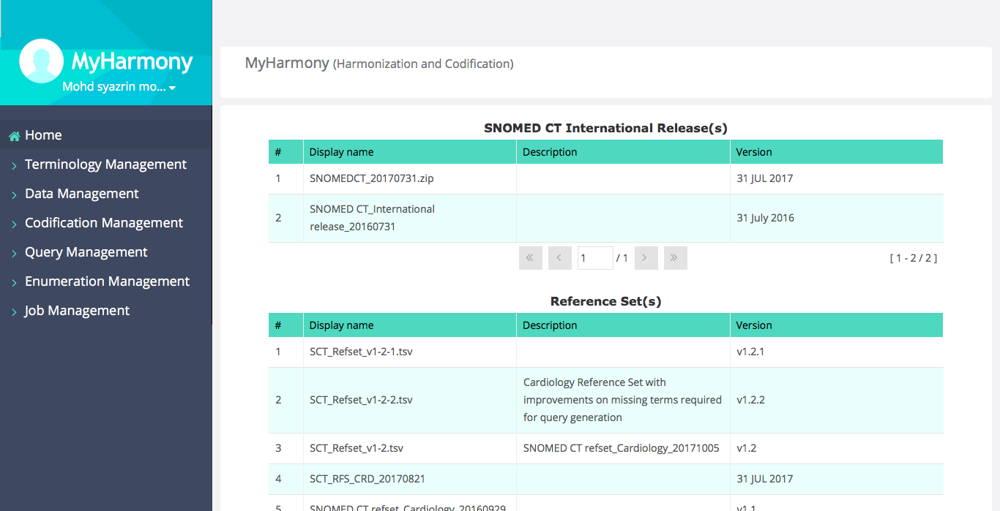 MyHarmony
Mohd syazrin mo...
Home
Terminology Management
Data Management
Codification Management
Query Management
Enumeration Management
Job Management
MyHarmony (Harmonization and Codification)
SNOMED CT International Release(s)
# Display name Description Version
1 SNOMEDCT_20170731.zip 31 JUL 2017
2 SNOMED CT_International release_20160731 31 July 2016
« ‹ 1 / 1 › » [ 1 - 2 / 2 ]
Reference Set(s)
# Display name Description Version
1 SCT_Refset_v1-2-1.tsv v1.2.1
2 SCT_Refset_v1-2-2.tsv Cardiology Reference Set with improvements on missing terms required for query generation v1.2.2
3 SCT_Refset_v1-2.tsv SNOMED CT refset_Cardiology_20171005 v1.2
4 SCT_RFS_CRD_20170821 31 JUL 2017
5 SNOMED CT refset_Cardiology_20160929 v1.1